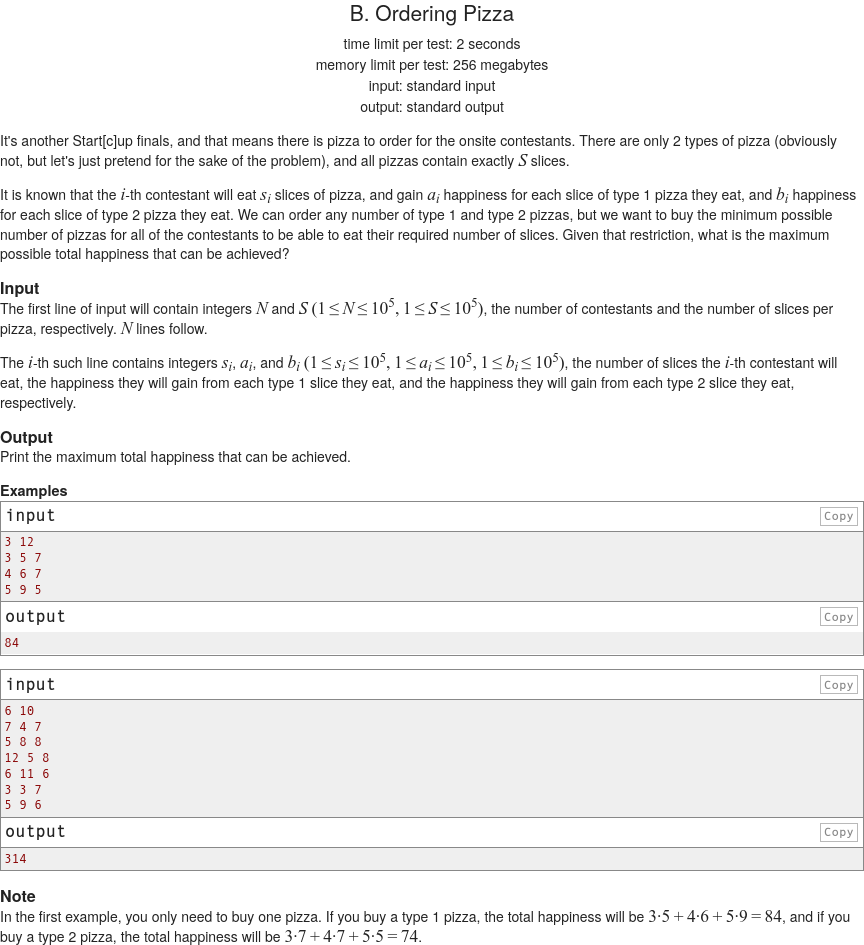 B. Ordering Pizza
time limit per test: 2 seconds
memory limit per test: 256 megabytes
input: standard input
output: standard output
It's another Start[c]up finals, and that means there is pizza to order for the onsite contestants. There are only 2 types of pizza (obviously
not, but let's just pretend for the sake of the problem), and all pizzas contain exactly S slices.
It is known that the i-th contestant will eat s_i slices of pizza, and gain a_i happiness for each slice of type 1 pizza they eat, and b_i happiness
for each slice of type 2 pizza they eat. We can order any number of type 1 and type 2 pizzas, but we want to buy the minimum possible
number of pizzas for all of the contestants to be able to eat their required number of slices. Given that restriction, what is the maximum
possible total happiness that can be achieved?
Input
The first line of input will contain integers N and S (1 ≤ N ≤ 10^5, 1 ≤ S ≤ 10^5), the number of contestants and the number of slices per
pizza, respectively. N lines follow.
The i-th such line contains integers s_i, a_i, and b_i (1 ≤ s_i ≤ 10^5, 1 ≤ a_i ≤ 10^5, 1 ≤ b_i ≤ 10^5), the number of slices the i-th contestant will
eat, the happiness they will gain from each type 1 slice they eat, and the happiness they will gain from each type 2 slice they eat,
respectively.
Output
Print the maximum total happiness that can be achieved.
Examples
input Copy
3 12
3 5 7
4 6 7
5 9 5
output Copy
84
input Copy
6 10
7 4 7
5 8 8
12 5 8
6 11 6
3 3 7
5 9 6
output Copy
314
Note
In the first example, you only need to buy one pizza. If you buy a type 1 pizza, the total happiness will be 3·5 + 4·6 + 5·9 = 84, and if you
buy a type 2 pizza, the total happiness will be 3·7 + 4·7 + 5·5 = 74.